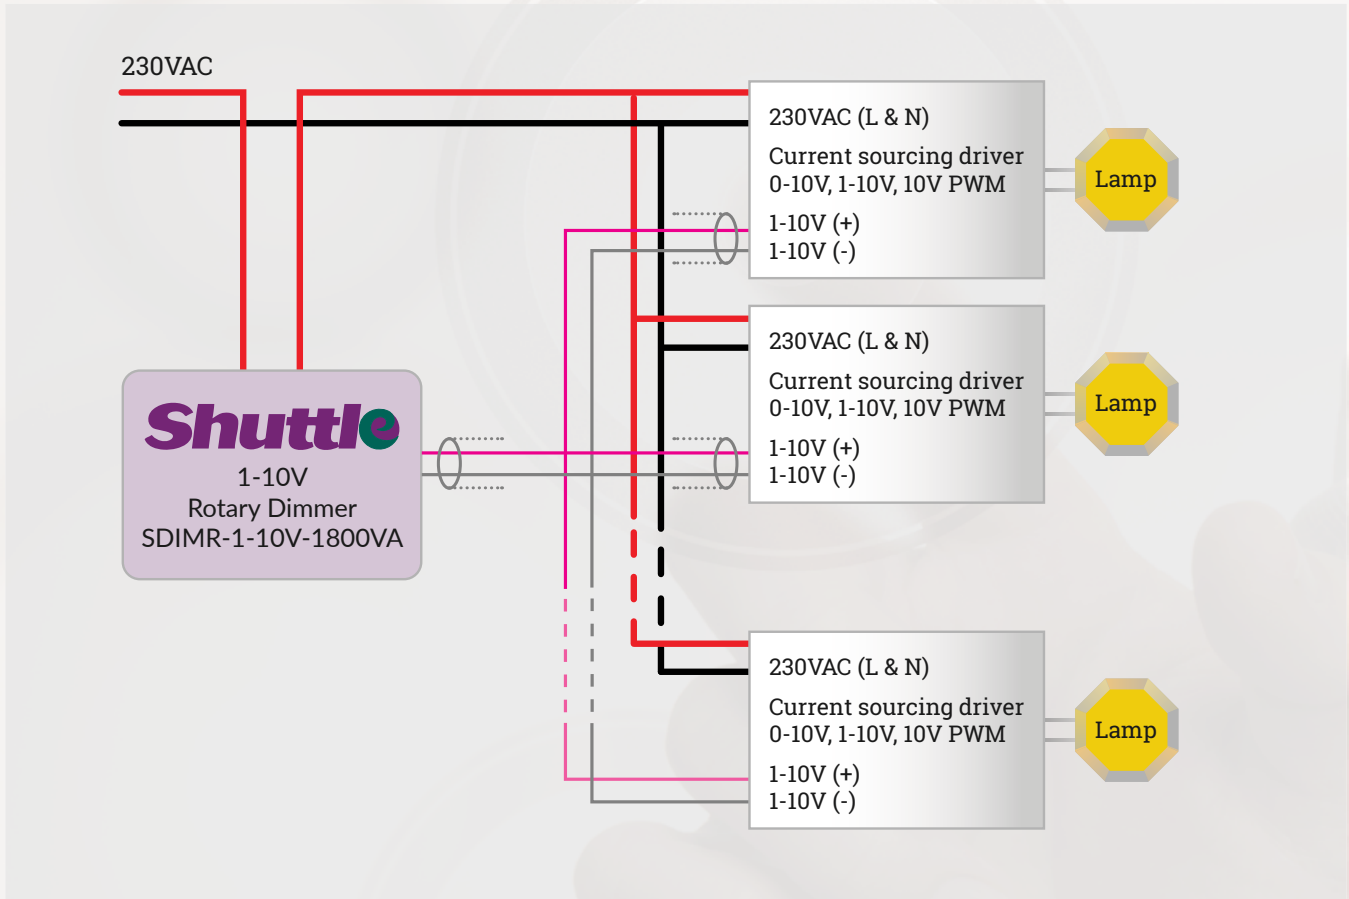 230VAC
230VAC (L & N)
Current sourcing driver
0-10V, 1-10V, 10V PWM
1-10V (+)
1-10V (-)
Lamp
230VAC (L & N)
Current sourcing driver
0-10V, 1-10V, 10V PWM
1-10V (+)
1-10V (-)
Lamp
Shuttle
1-10V
Rotary Dimmer
SDIMR-1-10V-1800VA
230VAC (L & N)
Current sourcing driver
0-10V, 1-10V, 10V PWM
1-10V (+)
1-10V (-)
Lamp